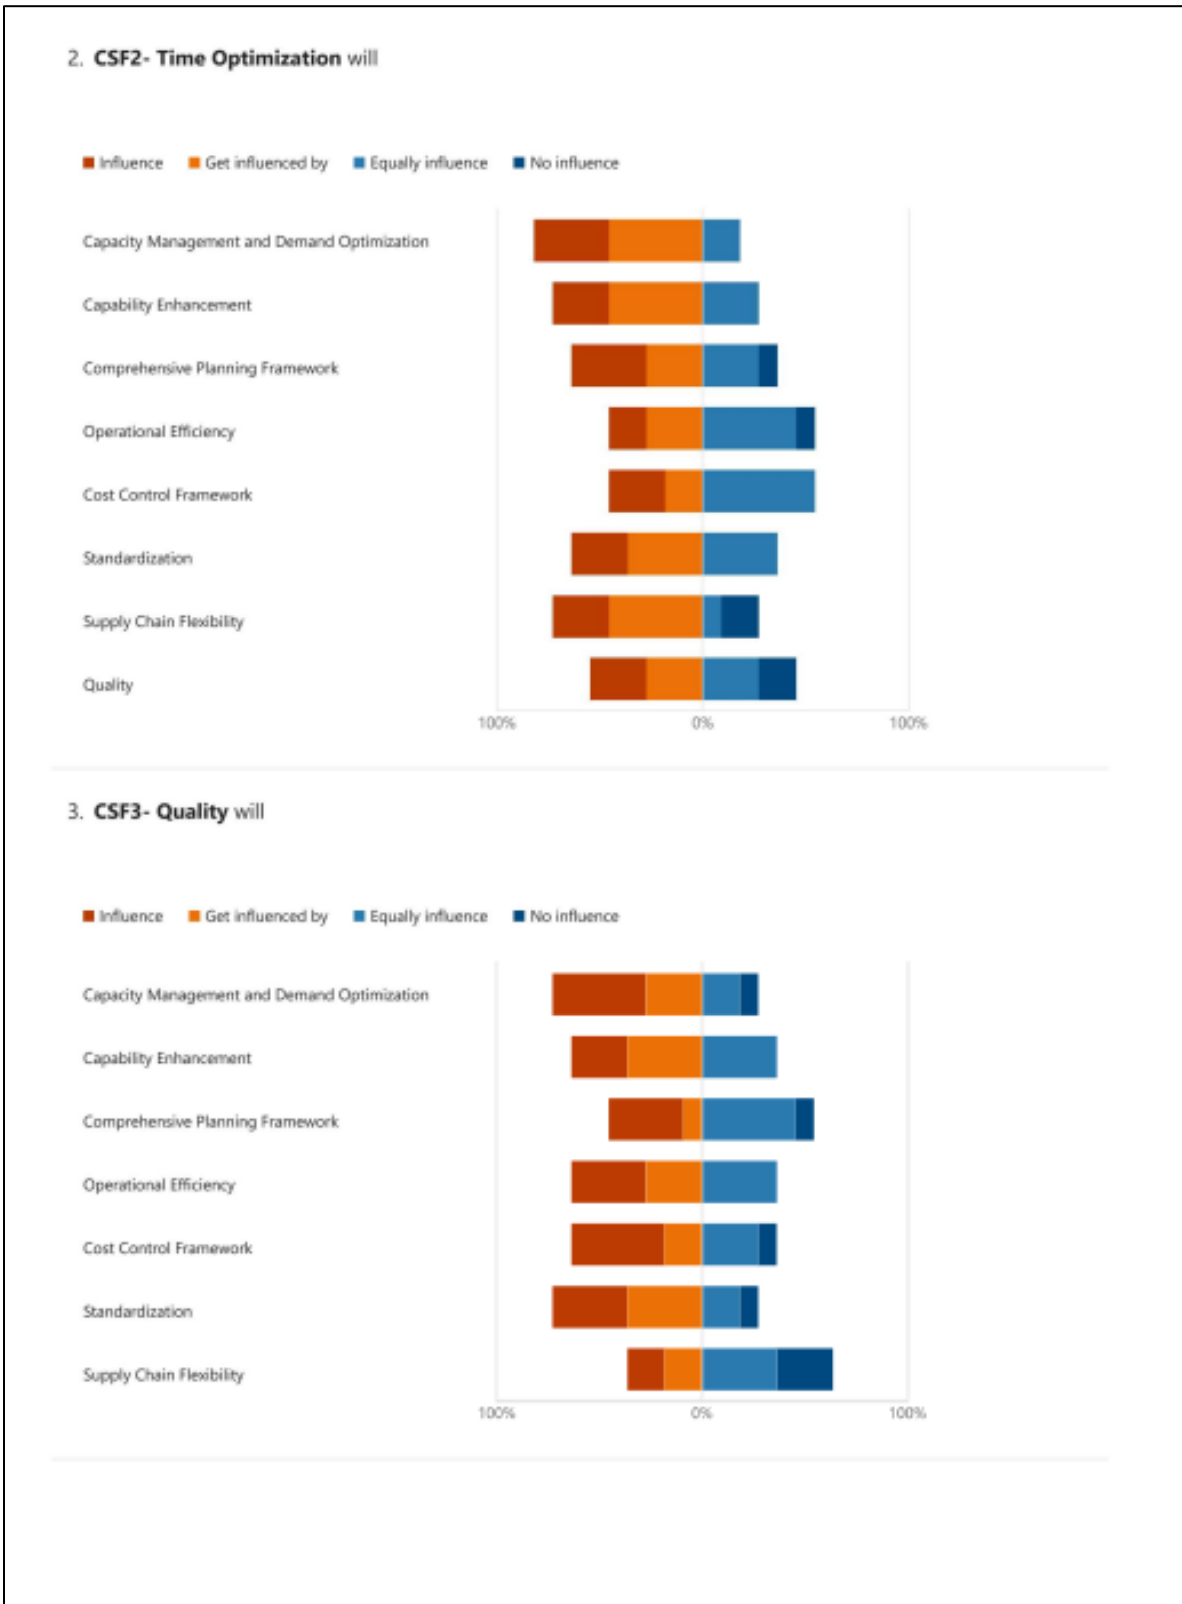 2. CSF2- Time Optimization will
Influence Get influenced by Equally influence No influence
Capacity Management and Demand Optimization
Capability Enhancement
Comprehensive Planning Framework
Operational Efficiency
Cost Control Framework
Standardization
Supply Chain Flexibility
Quality
100% 0% 100%
3. CSF3- Quality will
Influence Get influenced by Equally influence No influence
Capacity Management and Demand Optimization
Capability Enhancement
Comprehensive Planning Framework
Operational Efficiency
Cost Control Framework
Standardization
Supply Chain Flexibility
100% 0% 100%